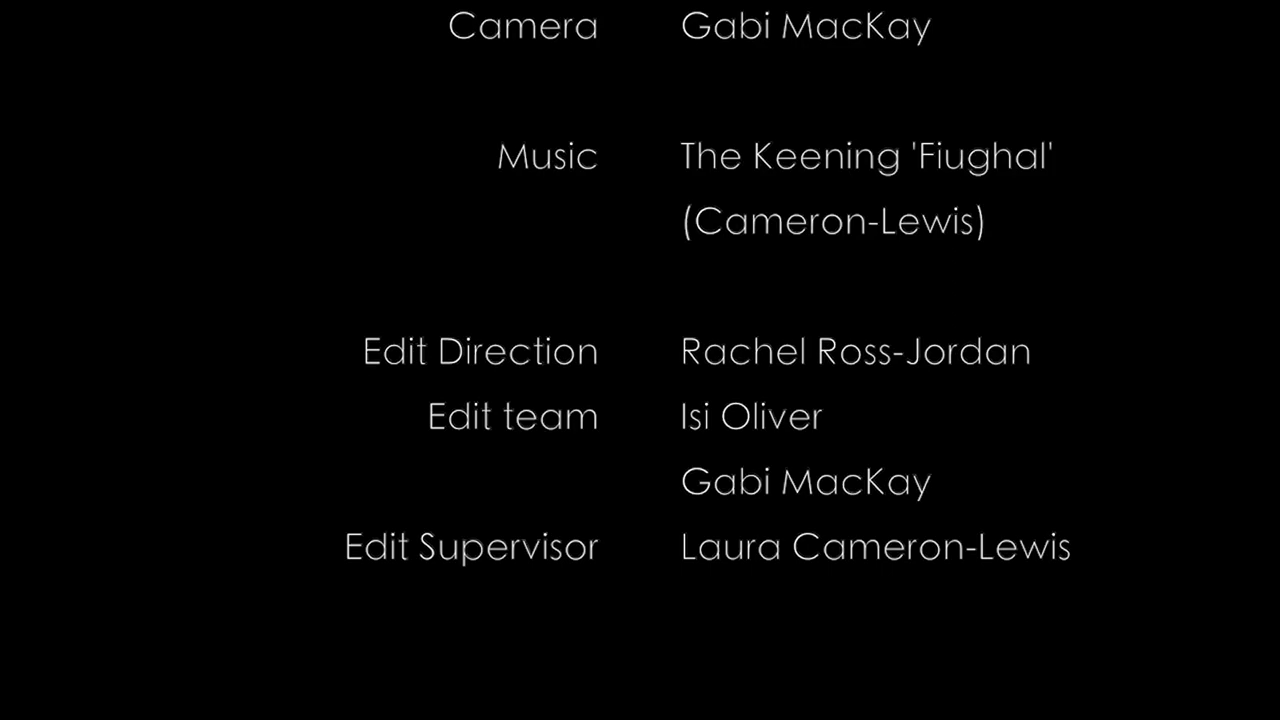 Camera Gabi MacKay
Music The Keening 'Fiughal'
(Cameron-Lewis)
Edit Direction Rachel Ross-Jordan
Edit team Isi Oliver
Gabi MacKay
Edit Supervisor Laura Cameron-Lewis